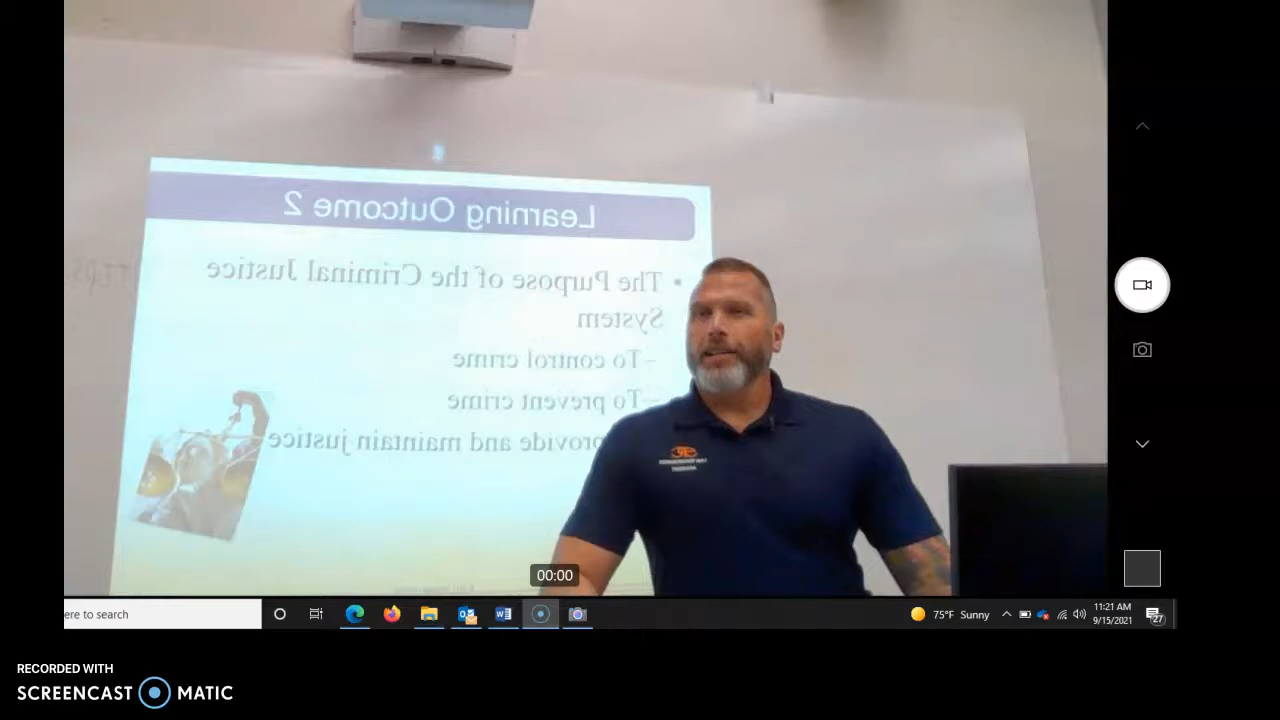 Learning Outcome 2
• The Purpose of the Criminal Justice
System
–To control crime
–To prevent crime
provide and maintain justice
00:00
ere to search
75°F Sunny
11:21 AM
9/15/2021
27
RECORDED WITH
SCREENCAST MATIC